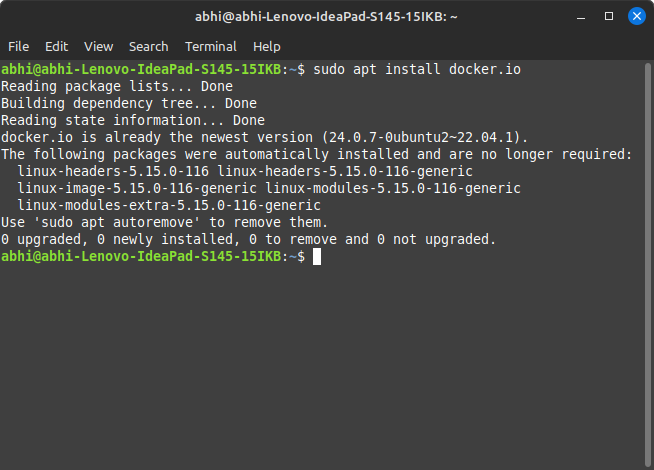 abhi@abhi-Lenovo-IdeaPad-S145-15IKB: ~
File Edit View Search Terminal Help
abhi@abhi-Lenovo-IdeaPad-S145-15IKB:~$ sudo apt install docker.io
Reading package lists... Done
Building dependency tree... Done
Reading state information... Done
docker.io is already the newest version (24.0.7-0ubuntu2~22.04.1).
The following packages were automatically installed and are no longer required:
  linux-headers-5.15.0-116 linux-headers-5.15.0-116-generic
  linux-image-5.15.0-116-generic linux-modules-5.15.0-116-generic
  linux-modules-extra-5.15.0-116-generic
Use 'sudo apt autoremove' to remove them.
0 upgraded, 0 newly installed, 0 to remove and 0 not upgraded.
abhi@abhi-Lenovo-IdeaPad-S145-15IKB:~$